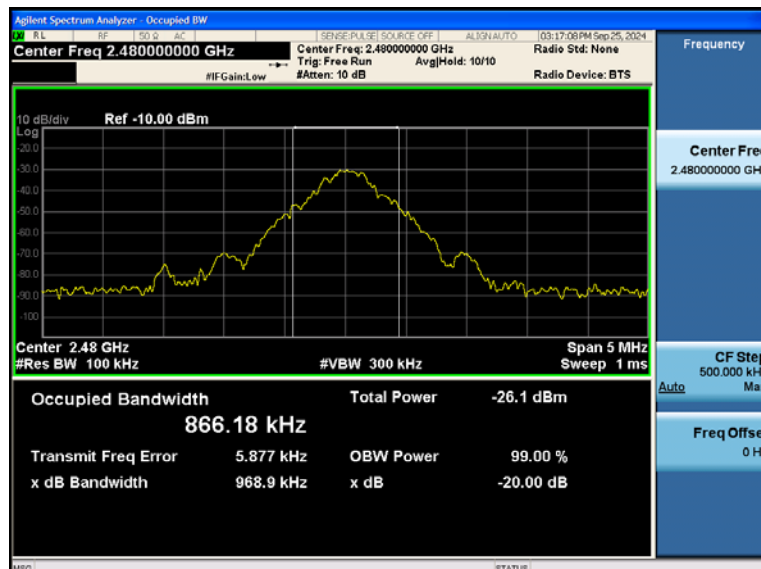 Agilent Spectrum Analyzer - Occupied BW
RL RF 50 Ω AC SENSE:PULSE SOURCE OFF ALIGNAUTO 03:17:08 PM Sep 25, 2024
Center Freq 2.480000000 GHz
Center Freq: 2.480000000 GHz
Radio Std: None
Trig: Free Run Avg|Hold: 10/10
#IFGain:Low
#Atten: 10 dB
Radio Device: BTS
10 dB/div Ref -10.00 dBm
Log
-20.0
-30.0
-40.0
-50.0
-60.0
-70.0
-80.0
-90.0
-100
Center 2.48 GHz
Span 5 MHz
#Res BW 100 kHz
#VBW 300 kHz
Sweep 1 ms
Occupied Bandwidth
Total Power -26.1 dBm
866.18 kHz
Transmit Freq Error 5.877 kHz
OBW Power 99.00 %
x dB Bandwidth 968.9 kHz
x dB -20.00 dB
Frequency
Center Fre
2.480000000 GH
CF Ste
500.000 kH
Auto Ma
Freq Offse
0 H
MSG
STATUS